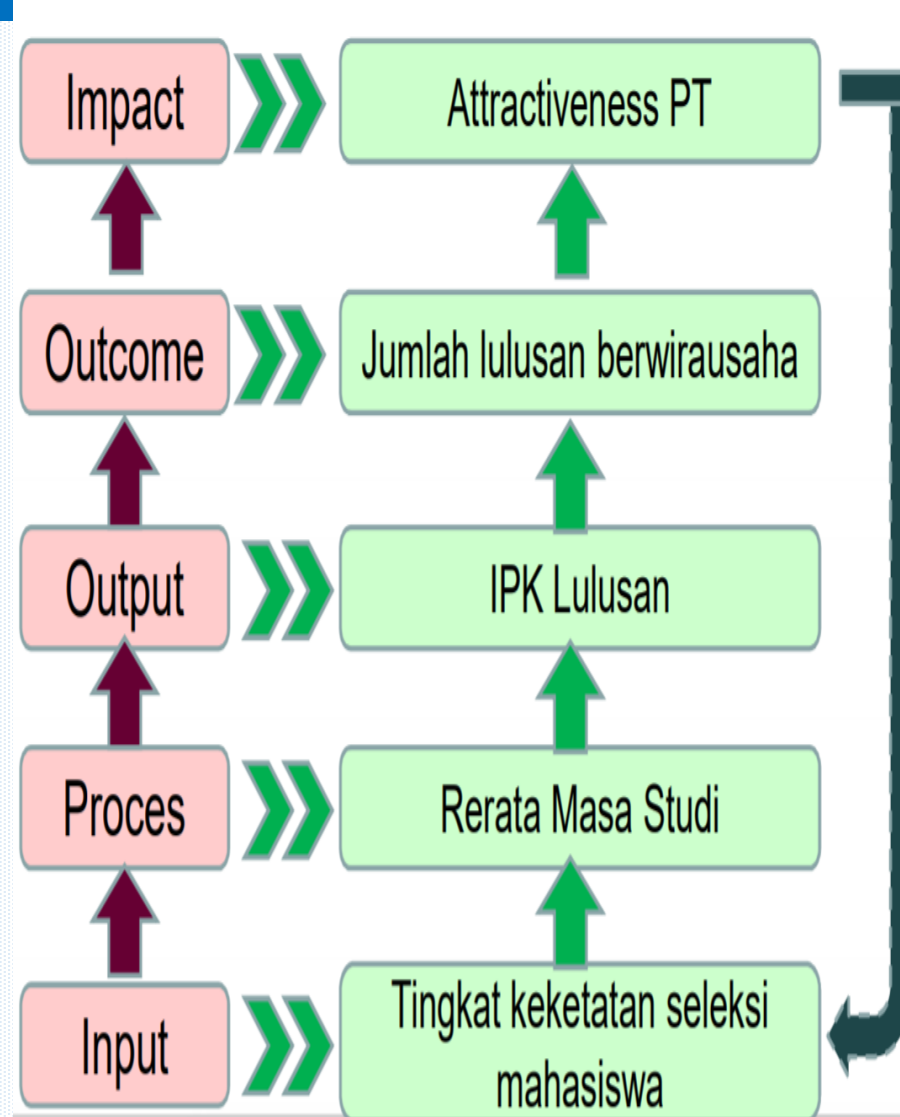 Impact
Attractiveness PT
Outcome
Jumlah lulusan berwirausaha
Output
IPK Lulusan
Proces
Rerata Masa Studi
Input
Tingkat keketatan seleksi
mahasiswa